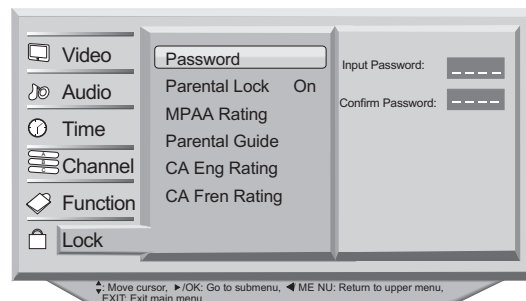 Video
Audio
Time
Channel
Function
Lock
Password
Parental Lock On
MPAA Rating
Parental Guide
CA Eng Rating
CA Fren Rating
Input Password: _ _ _ _
Confirm Password: _ _ _ _
▲▼: Move cursor, ▶/OK: Go to submenu, ◀ ME NU: Return to upper menu,
EXIT: Exit main menu